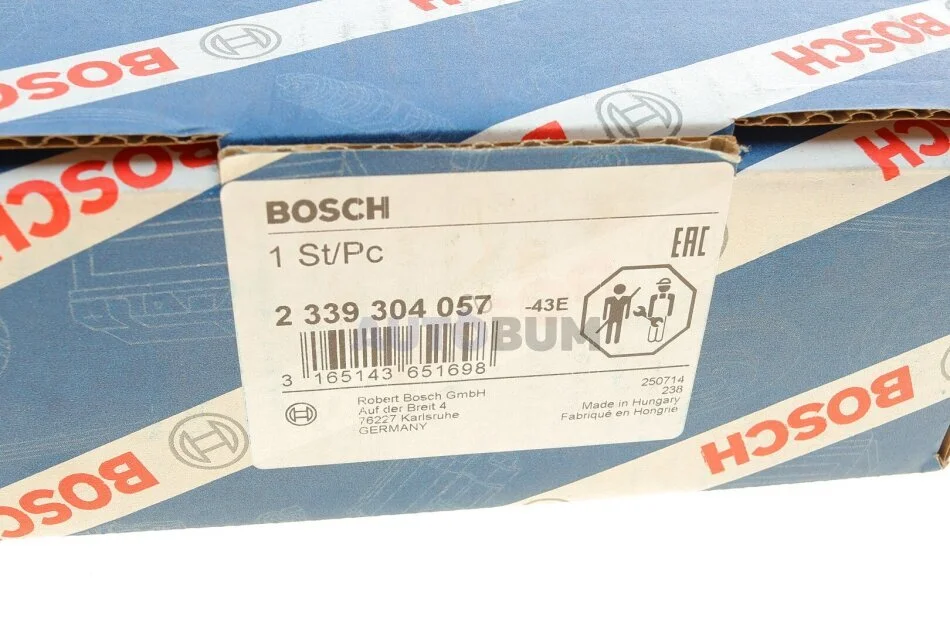 BOSCH
BOSCH
BOSCH
BOSCH
BOSCH
1 St/Pc
EAC
2 339 304 057 -43E
AUTOBUM
3 165143 651698
Robert Bosch GmbH
Auf der Breit 4
76227 Karlsruhe
GERMANY
250714
238
Made in Hungary
Fabriqué en Hongrie
BOSCH
BOSCH